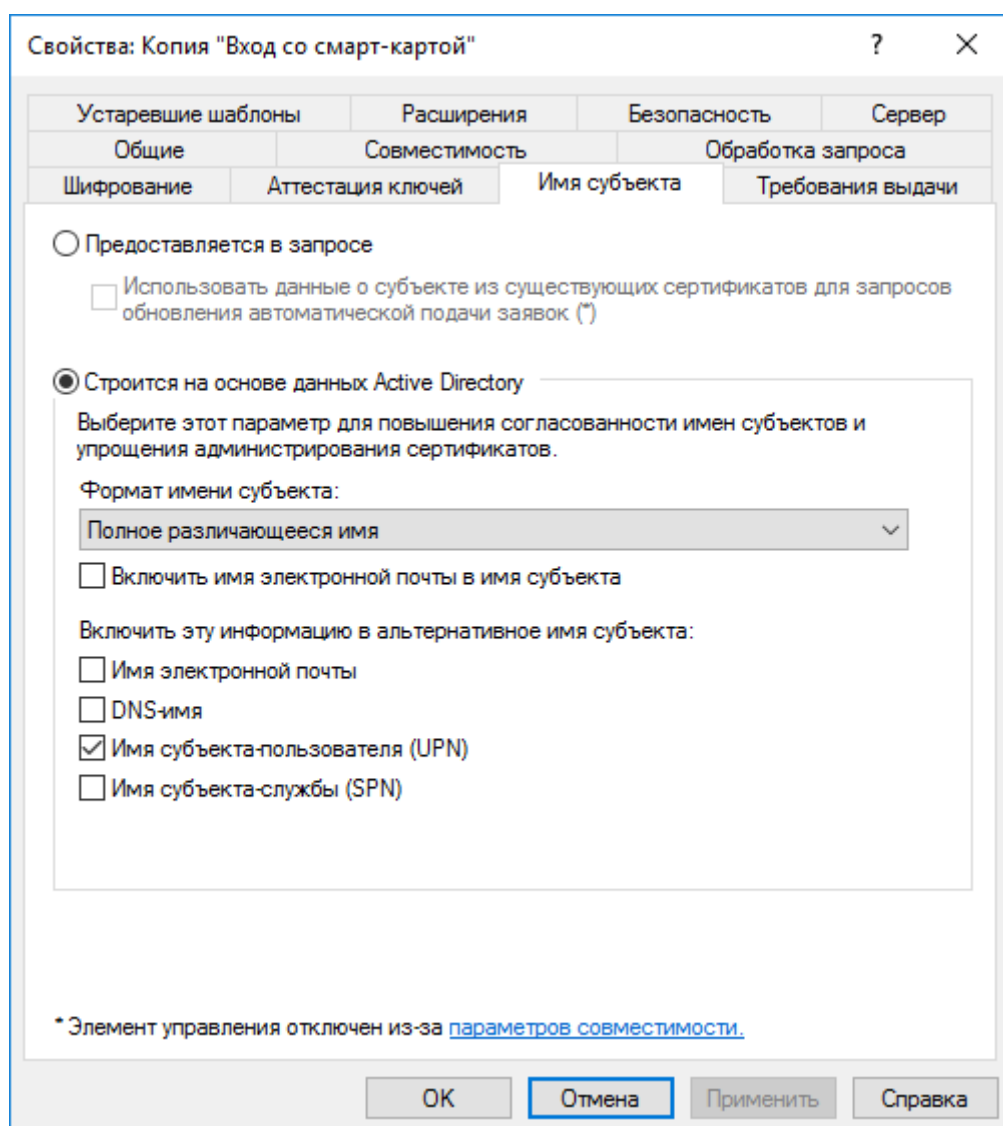 Свойства: Копия "Вход со смарт-картой"
?
Устаревшие шаблоны Расширения Безопасность Сервер
Общие Совместимость Обработка запроса
Шифрование Аттестация ключей Имя субъекта Требования выдачи
Предоставляется в запросе
Использовать данные о субъекте из существующих сертификатов для запросов
обновления автоматической подачи заявок (*)
Строится на основе данных Active Directory
Выберите этот параметр для повышения согласованности имен субъектов и
упрощения администрирования сертификатов.
Формат имени субъекта:
Полное различающееся имя
Включить имя электронной почты в имя субъекта
Включить эту информацию в альтернативное имя субъекта:
Имя электронной почты
DNS-имя
Имя субъекта-пользователя (UPN)
Имя субъекта-службы (SPN)
* Элемент управления отключен из-за параметров совместимости.
ОК Отмена Применить Справка